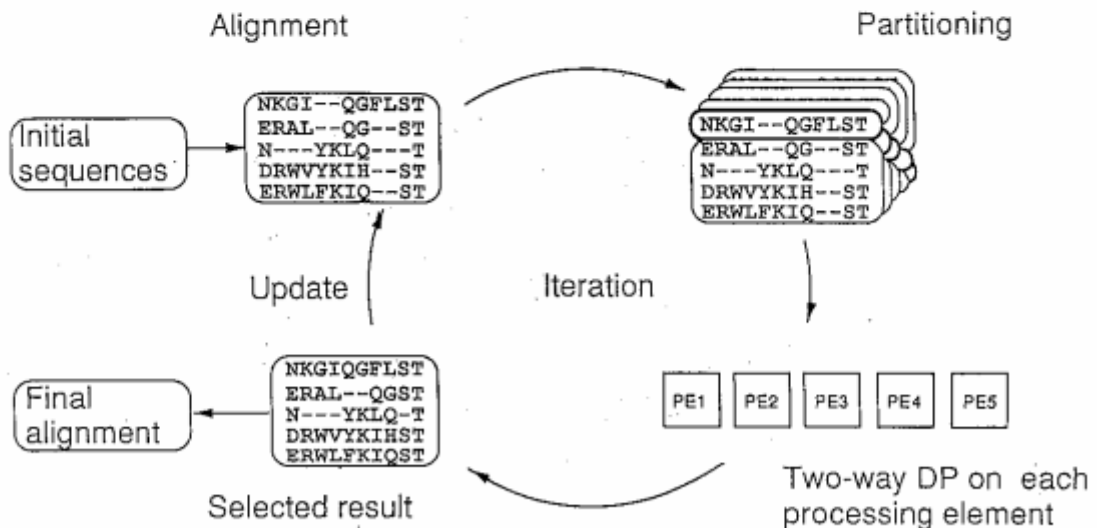 Alignment
Partitioning
Initial
sequences
NKGI--QGFLST
ERAL--QG--ST
N---YKLQ---T
DRWVYKIH--ST
ERWLFKIQ--ST
NKGI--QGFLST
ERAL--QG--ST
N---YKLQ---T
DRWVYKIH--ST
ERWLFKIQ--ST
Update
Iteration
Final
alignment
NKGIQGFLST
ERAL--QGST
N---YKLQ-T
DRWVYKIHST
ERWLFKIQST
Selected result
PE1
PE2
PE3
PE4
PE5
Two-way DP on each
processing element